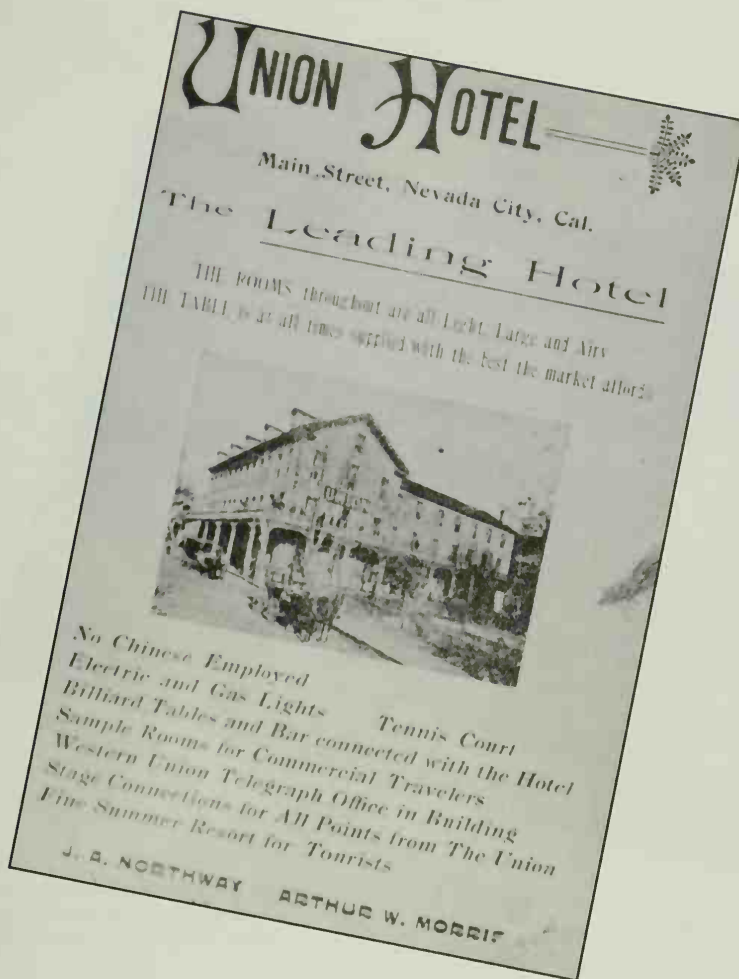 UNION HOTEL
Main Street, Nevada City, Cal.
The Leading Hotel
THE ROOMS throughout are all Light, Large and Airy
THE TABLE is at all times supplied with the best the market affords
No Chinese Employed
Electric and Gas Lights Tennis Court
Billiard Tables and Bar connected with the Hotel
Sample Rooms for Commercial Travelers
Western Union Telegraph Office in Building
Stage Connections for All Points from The Union
Fine Summer Resort for Tourists
J. A. NORTHWAY ARTHUR W. MORRIS